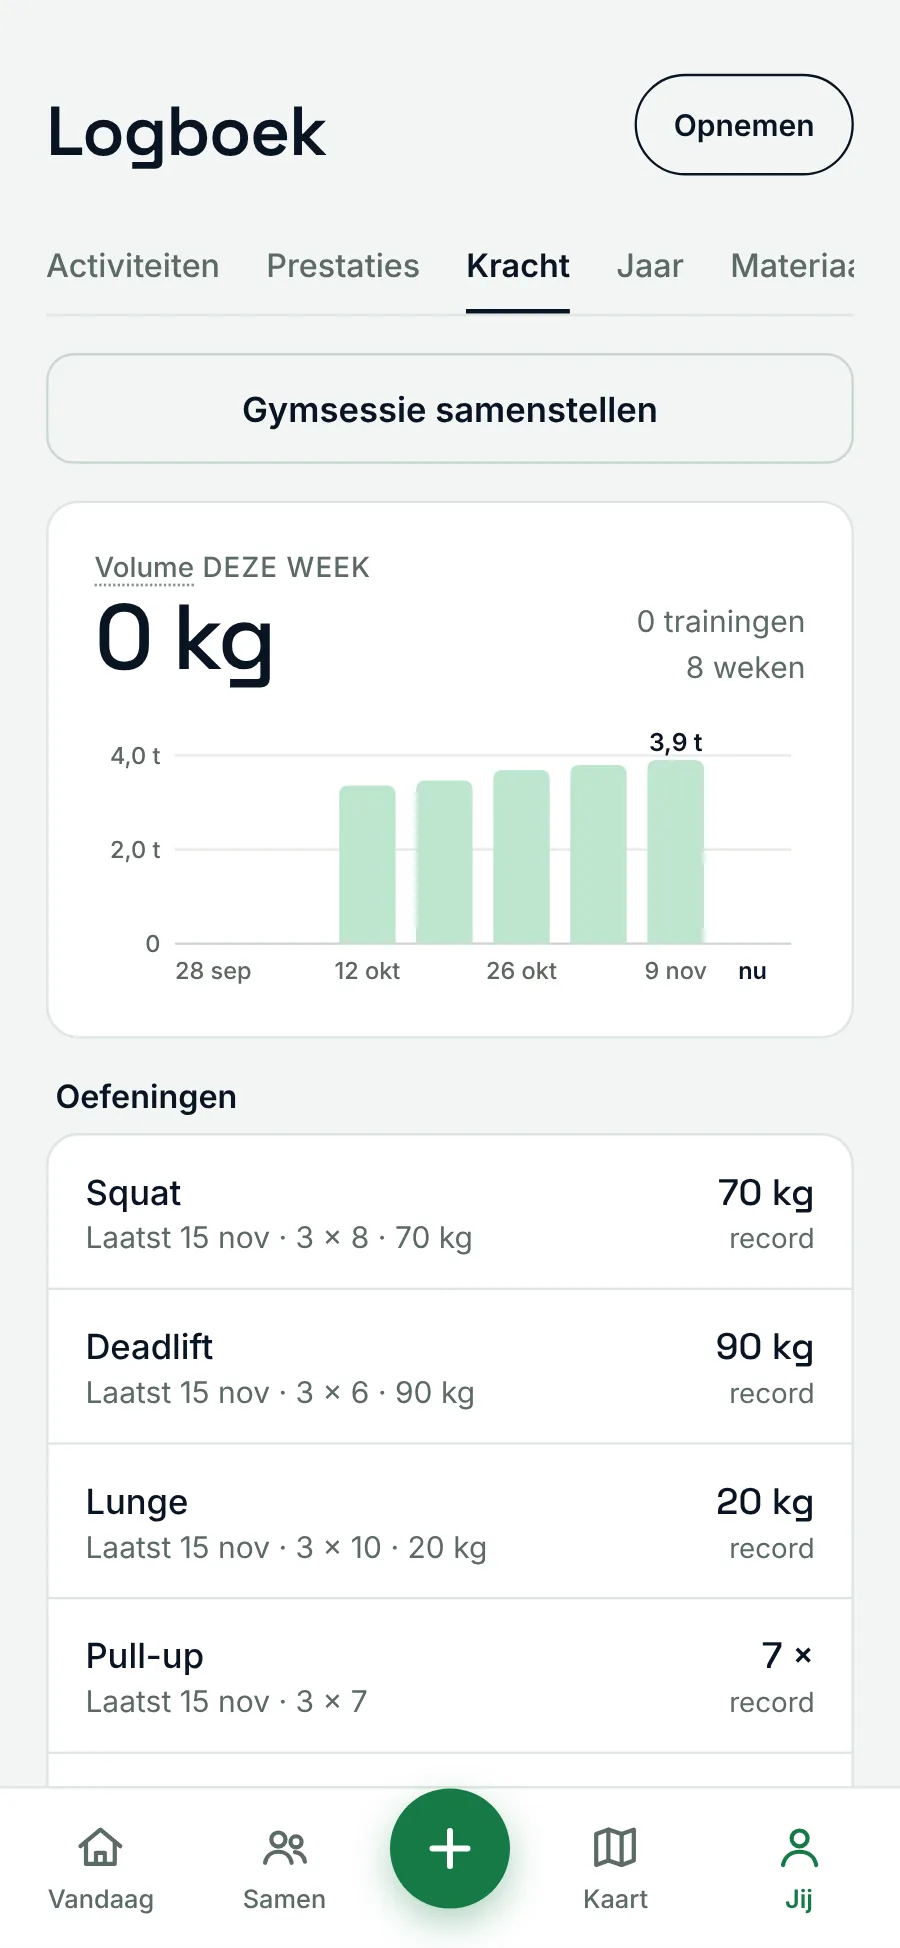 Logboek
Opnemen
Activiteiten Prestaties Kracht Jaar Materiaa
Gymsessie samenstellen
Volume DEZE WEEK
0 kg
0 trainingen
8 weken
3,9 t
4,0 t
2,0 t
0
28 sep 12 okt 26 okt 9 nov nu
Oefeningen
Squat 70 kg
Laatst 15 nov · 3 × 8 · 70 kg record
Deadlift 90 kg
Laatst 15 nov · 3 × 6 · 90 kg record
Lunge 20 kg
Laatst 15 nov · 3 × 10 · 20 kg record
Pull-up 7 ×
Laatst 15 nov · 3 × 7 record
Vandaag Samen Kaart Jij